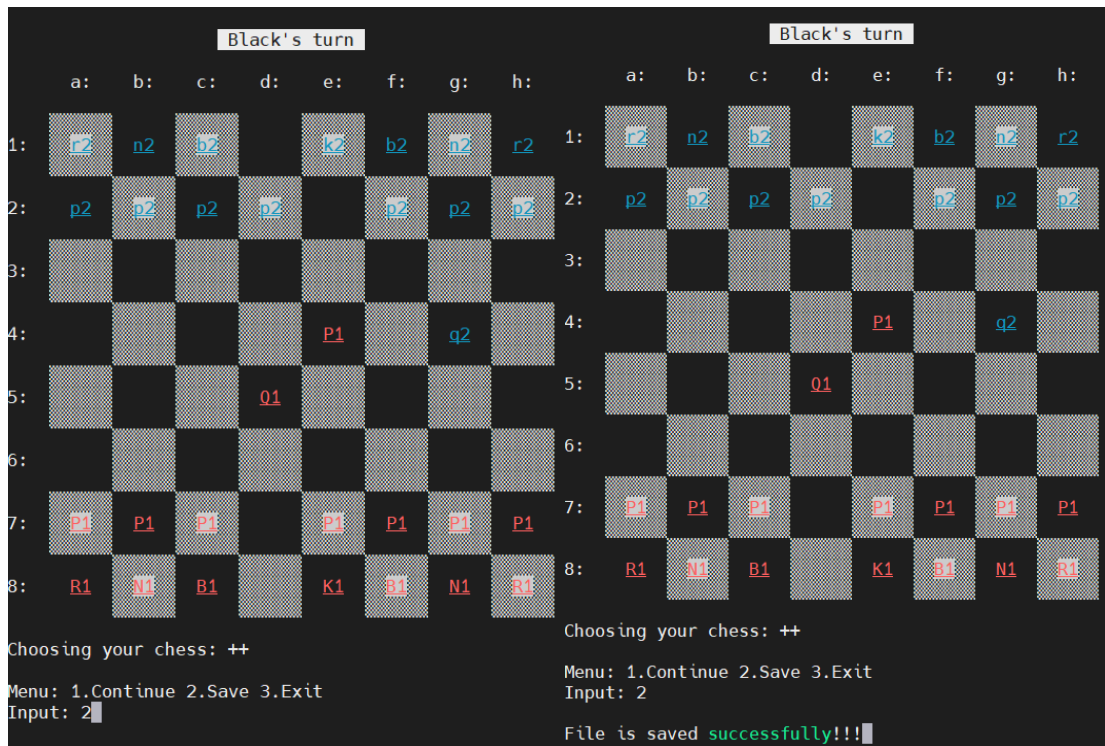 Black's turn
a: b: c: d: e: f: g: h:
1: r2 n2 b2 k2 b2 n2 r2
2: p2 p2 p2 p2 p2 p2 p2
3:
4: P1 q2
5: Q1
6:
7: P1 P1 P1 P1 P1 P1 P1
8: R1 N1 B1 K1 B1 N1 R1
Choosing your chess: ++
Menu: 1.Continue 2.Save 3.Exit
Input: 2
Black's turn
a: b: c: d: e: f: g: h:
1: r2 n2 b2 k2 b2 n2 r2
2: p2 p2 p2 p2 p2 p2 p2
3:
4: P1 q2
5: Q1
6:
7: P1 P1 P1 P1 P1 P1 P1
8: R1 N1 B1 K1 B1 N1 R1
Choosing your chess: ++
Menu: 1.Continue 2.Save 3.Exit
Input: 2
File is saved successfully!!!